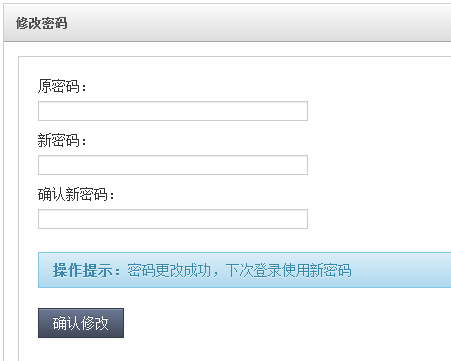 修改密码
原密码：
新密码：
确认新密码：
操作提示：密码更改成功，下次登录使用新密码
确认修改